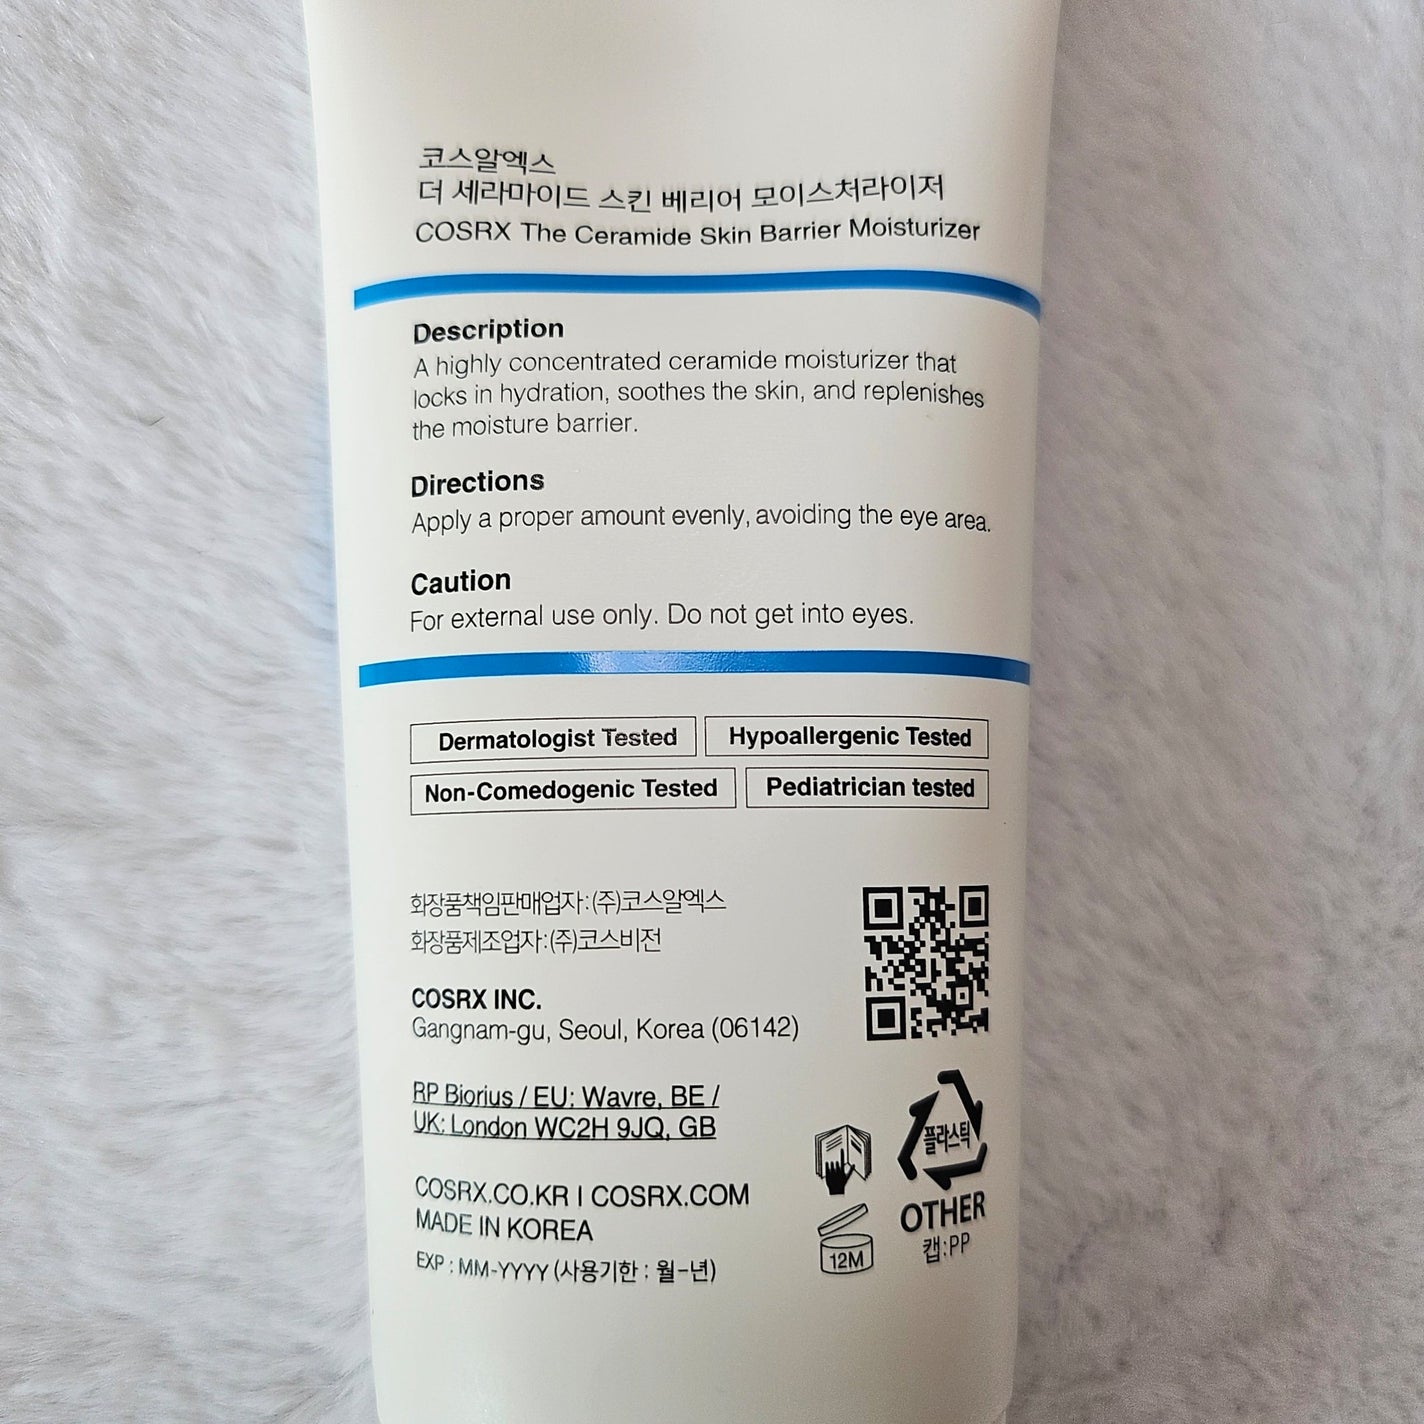 코스알엑스
더 세라마이드 스킨 베리어 모이스처라이저
COSRX The Ceramide Skin Barrier Moisturizer
Description
A highly concentrated ceramide moisturizer that
locks in hydration, soothes the skin, and replenishes
the moisture barrier.
Directions
Apply a proper amount evenly, avoiding the eye area.
Caution
For external use only. Do not get into eyes.
Dermatologist Tested
Hypoallergenic Tested
Non-Comedogenic Tested
Pediatrician tested
화장품책임판매업자:(주)코스알엑스
화장품제조업자:(주)코스비전
COSRX INC.
Gangnam-gu, Seoul, Korea (06142)
RP Biorius / EU: Wavre, BE /
UK: London WC2H 9JQ, GB
COSRX.CO.KR I COSRX.COM
MADE IN KOREA
EXP : MM-YYYY (사용기한 : 월-년)
플라스틱
OTHER
캡:PP
12M